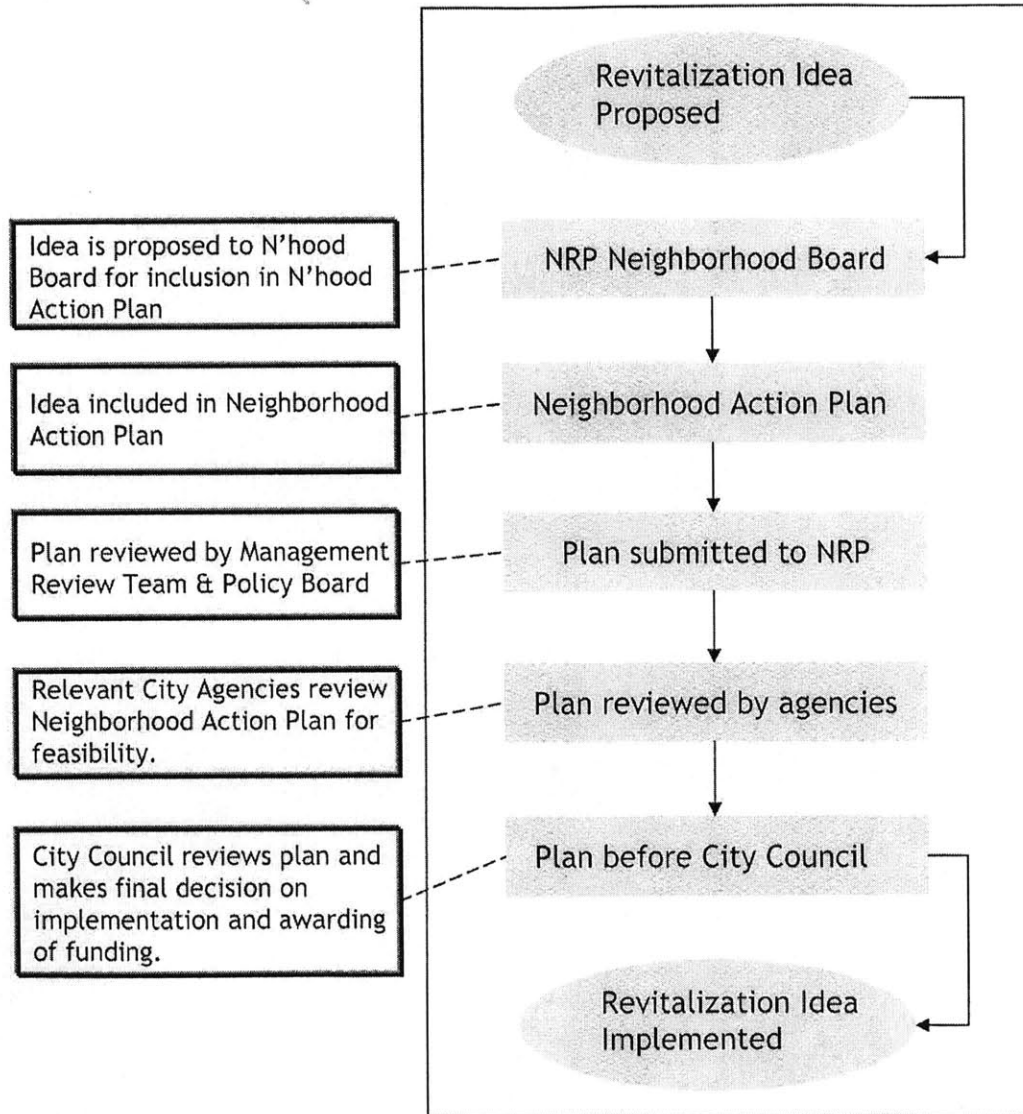 Revitalization Idea
Proposed
Idea is proposed to N'hood
Board for inclusion in N'hood
Action Plan
NRP Neighborhood Board
Idea included in Neighborhood
Action Plan
Neighborhood Action Plan
Plan reviewed by Management
Review Team & Policy Board
Plan submitted to NRP
Relevant City Agencies review
Neighborhood Action Plan for
feasibility.
Plan reviewed by agencies
City Council reviews plan and
makes final decision on
implementation and awarding
of funding.
Plan before City Council
Revitalization Idea
Implemented